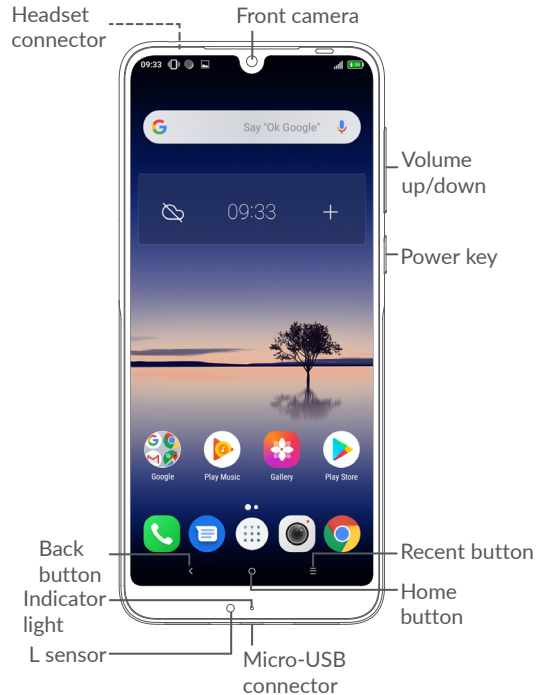 Headset
connector
Front camera
09:33
Say "Ok Google"
Volume
up/down
09:33
Power key
Google
Play Music
Gallery
Play Store
Back
button
Recent button
Indicator
light
Home
button
L sensor
Micro-USB
connector